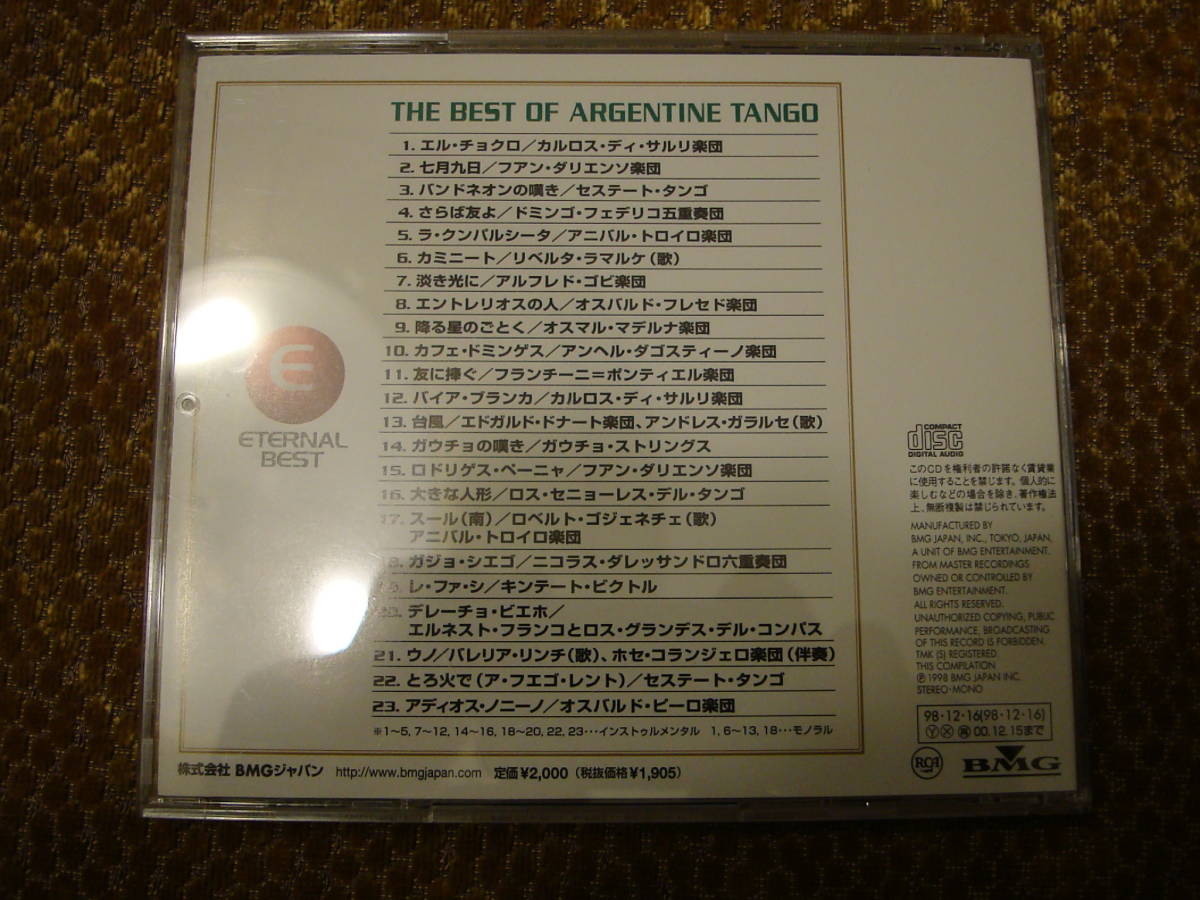 THE BEST OF ARGENTINE TANGO
1. エル・チョクロ／カルロス・ディ・サルリ楽団
2. 七月九日／フアン・ダリエンソ楽団
3. バンドネオンの嘆き／セステート・タンゴ
4. さらば友よ／ドミンゴ・フェデリコ五重奏団
5. ラ・クンパルシータ／アニバル・トロイロ楽団
6. カミニート／リベルタ・ラマルケ（歌）
7. 淡き光に／アルフレド・ゴビ楽団
8. エントレリオスの人／オスバルド・フレセド楽団
9. 降る星のごとく／オスマル・マデルナ楽団
10. カフェ・ドミンゲス／アンヘル・ダゴスティーノ楽団
11. 友に捧ぐ／フランチーニ＝ポンティエル楽団
12. バイア・ブランカ／カルロス・ディ・サルリ楽団
13. 台風／エドガルド・ドナート楽団、アンドレス・ガラルセ（歌）
14. ガウチョの嘆き／ガウチョ・ストリングス
15. ロドリゲス・ペーニャ／フアン・ダリエンソ楽団
16. 大きな人形／ロス・セニョーレス・デル・タンゴ
17. スール（南）／ロベルト・ゴジェネチェ（歌）
アニバル・トロイロ楽団
18. ガジョ・シエゴ／ニコラス・ダレッサンドロ六重奏団
19. レ・ファ・シ／キンテート・ビクトル
20. デレーチョ・ビエホ／
エルネスト・フランコとロス・グランデス・デル・コンパス
21. ウノ／バレリア・リンチ（歌）、ホセ・コランジェロ楽団（伴奏）
22. とろ火で（ア・フエゴ・レント）／セステート・タンゴ
23. アディオス・ノニーノ／オスバルド・ピーロ楽団
※1〜5, 7〜12, 14〜16, 18〜20, 22, 23…インストゥルメンタル 1, 6〜13, 18…モノラル
株式会社 BMGジャパン http://www.bmgjapan.com 定価¥2,000（税抜価格¥1,905）
E
ETERNAL
BEST
COMPACT
disc
DIGITAL AUDIO
このCDを権利者の許諾なく賃貸業
に使用することを禁じます。個人的に
楽しむなどの場合を除き、著作権法
上、無断複製は禁じられています。
MANUFACTURED BY
BMG JAPAN, INC., TOKYO, JAPAN,
A UNIT OF BMG ENTERTAINMENT.
FROM MASTER RECORDINGS
OWNED OR CONTROLLED BY
BMG ENTERTAINMENT.
ALL RIGHTS RESERVED.
UNAUTHORIZED COPYING, PUBLIC
PERFORMANCE, BROADCASTING
OF THIS RECORD IS FORBIDDEN.
TMK (S) REGISTERED.
THIS COMPILATION
℗ 1998 BMG JAPAN INC.
STEREO・MONO
98・12・16(98・12・16)
Ⓨ Ⓧ 再 00.12.15まで
RCA
BMG